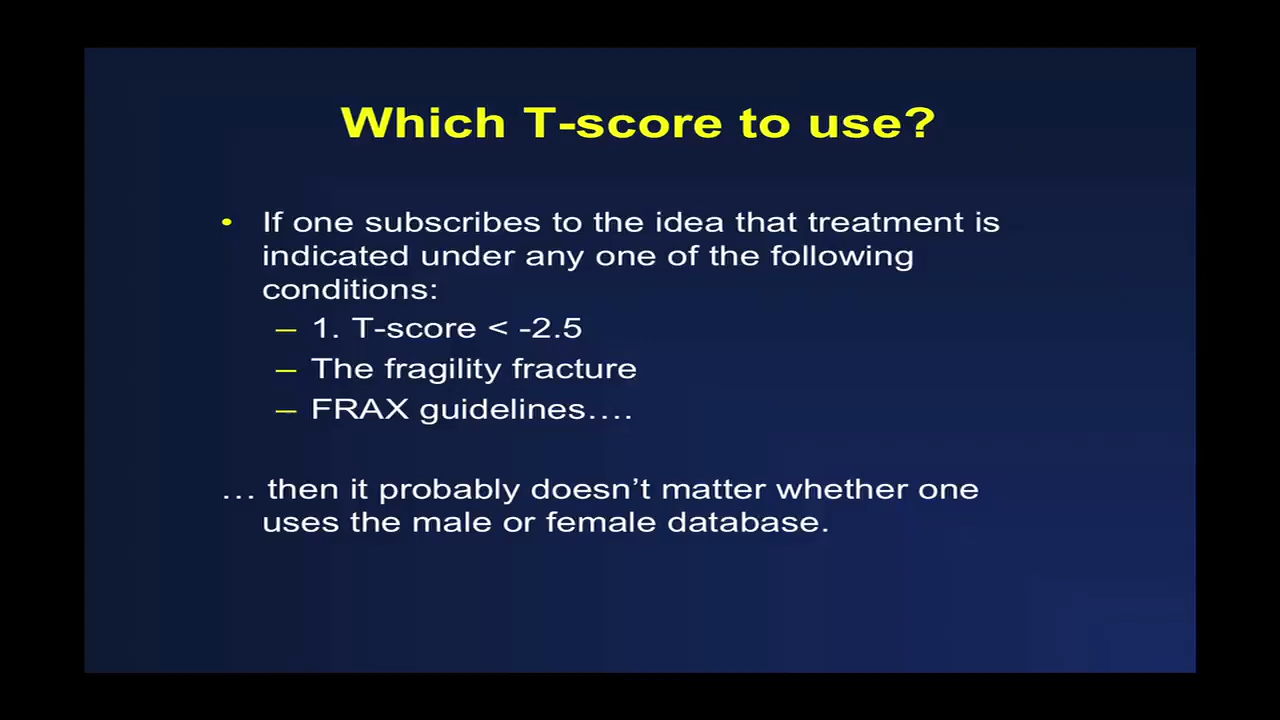 Which T-score to use?
• If one subscribes to the idea that treatment is
indicated under any one of the following
conditions:
– 1. T-score < -2.5
– The fragility fracture
– FRAX guidelines….
… then it probably doesn’t matter whether one
uses the male or female database.